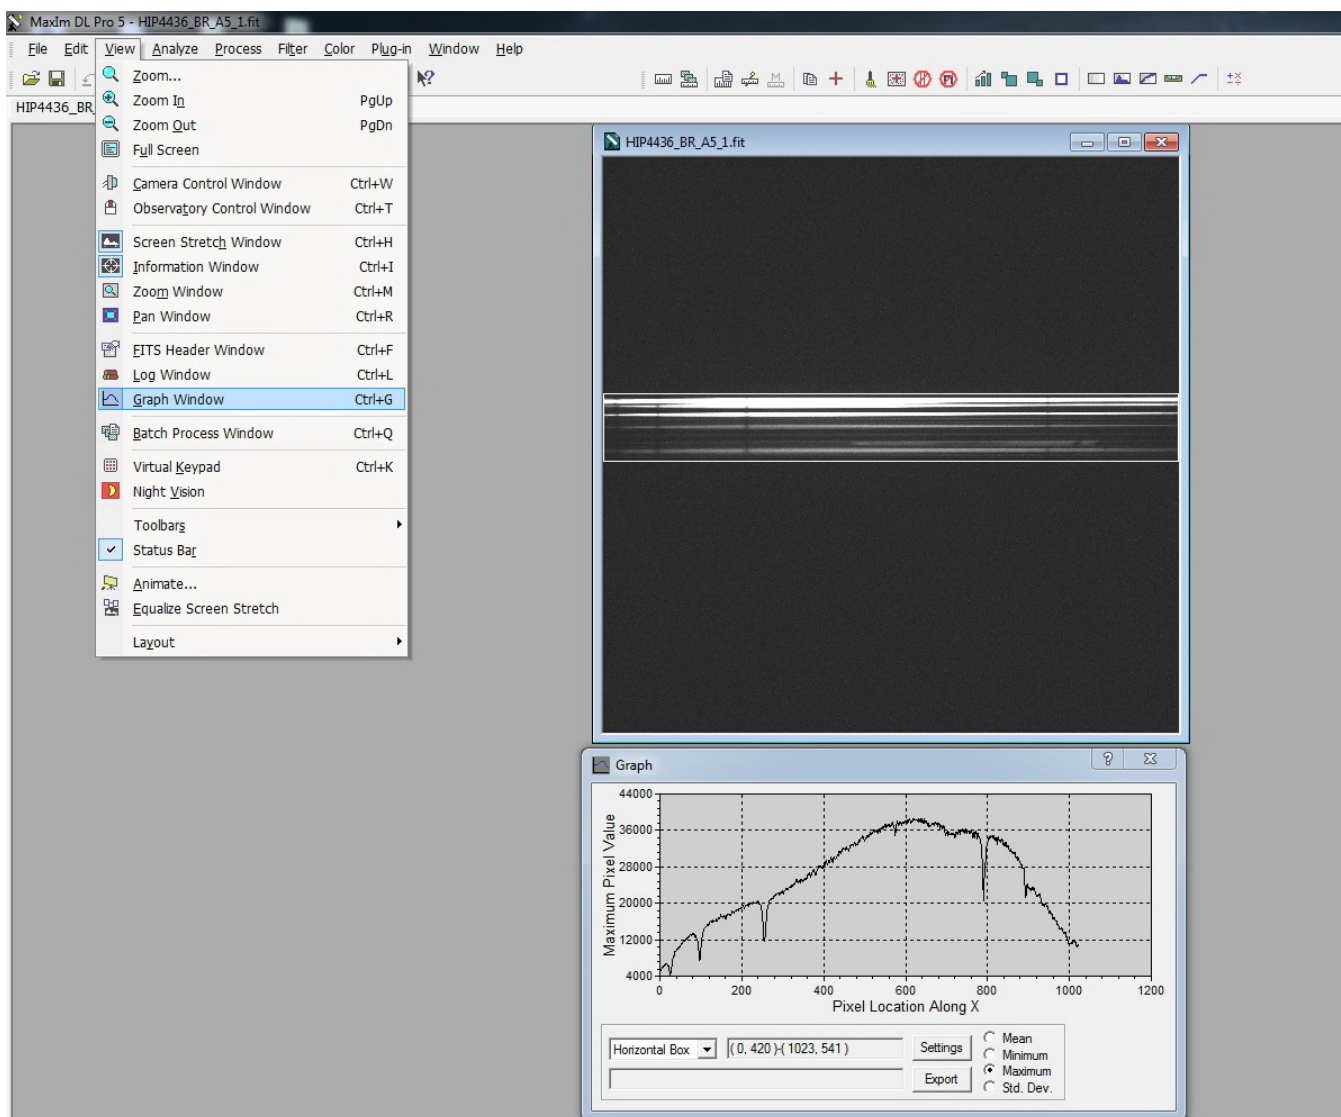 MaxIm DL Pro 5 - HIP4436_BR_A5_1.fit
File Edit View Analyze Process Filter Color Plug-in Window Help
HIP4436_BR
Zoom...
Zoom In PgUp
Zoom Out PgDn
Full Screen
Camera Control Window Ctrl+W
Observatory Control Window Ctrl+T
Screen Stretch Window Ctrl+H
Information Window Ctrl+I
Zoom Window Ctrl+M
Pan Window Ctrl+R
FITS Header Window Ctrl+F
Log Window Ctrl+L
Graph Window Ctrl+G
Batch Process Window Ctrl+Q
Virtual Keypad Ctrl+K
Night Vision
Toolbars
Status Bar
Animate...
Equalize Screen Stretch
Layout
HIP4436_BR_A5_1.fit
Graph
Maximum Pixel Value
44000
36000
28000
20000
12000
4000
0 200 400 600 800 1000 1200
Pixel Location Along X
Horizontal Box ( 0, 420 )-( 1023, 541 ) Settings
Export
Mean
Minimum
Maximum
Std. Dev.